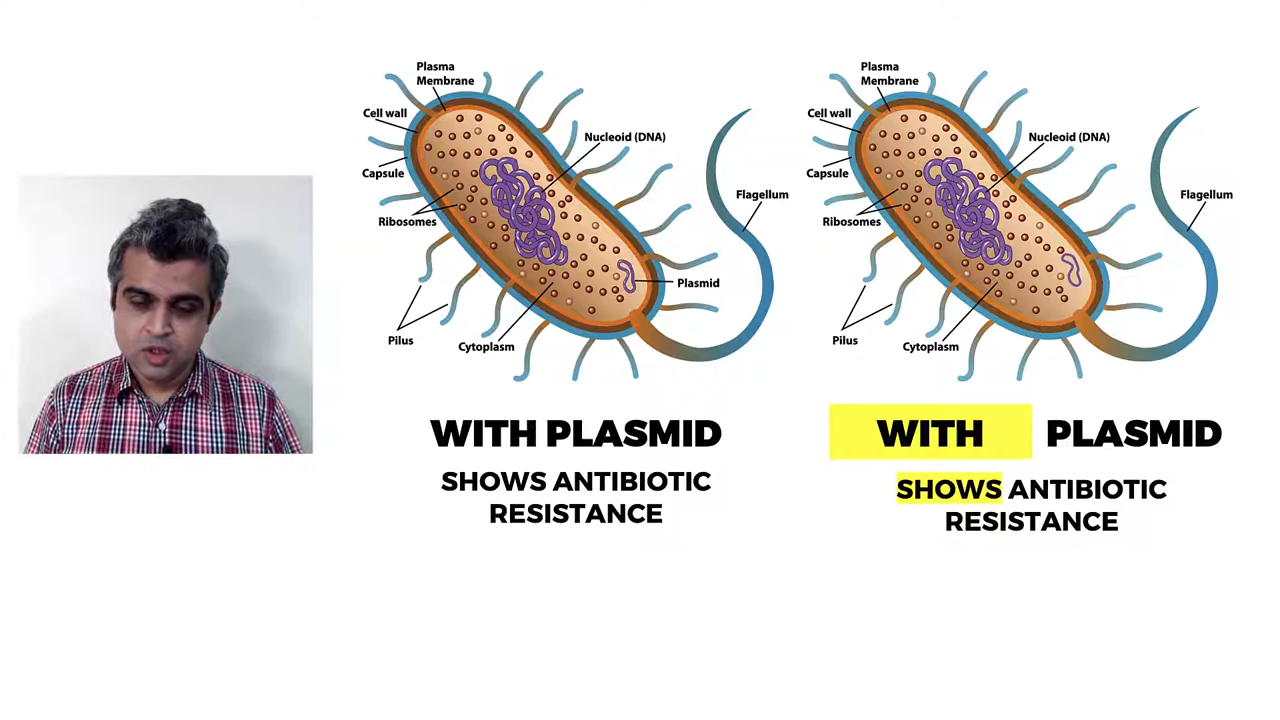 Plasma
Membrane
Cell wall
Nucleoid (DNA)
Capsule
Flagellum
Ribosomes
Plasmid
Pilus
Cytoplasm
WITH PLASMID
SHOWS ANTIBIOTIC
RESISTANCE
Plasma
Membrane
Cell wall
Nucleoid (DNA)
Capsule
Flagellum
Ribosomes
Pilus
Cytoplasm
WITH PLASMID
SHOWS ANTIBIOTIC
RESISTANCE